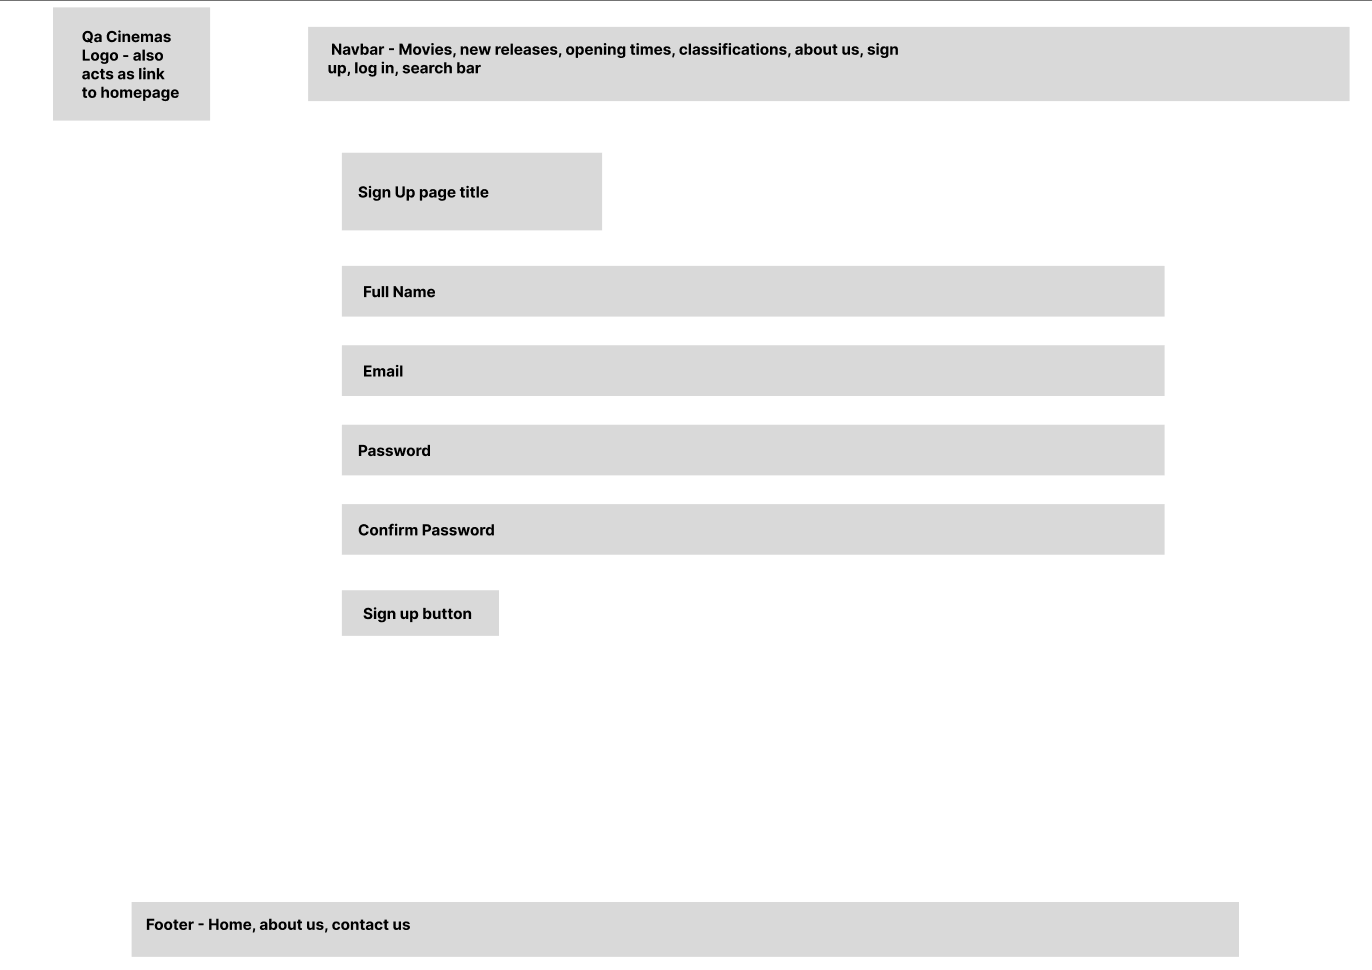 Qa Cinemas
Logo - also
acts as link
to homepage
Navbar - Movies, new releases, opening times, classifications, about us, sign
up, log in, search bar
Sign Up page title
Full Name
Email
Password
Confirm Password
Sign up button
Footer - Home, about us, contact us